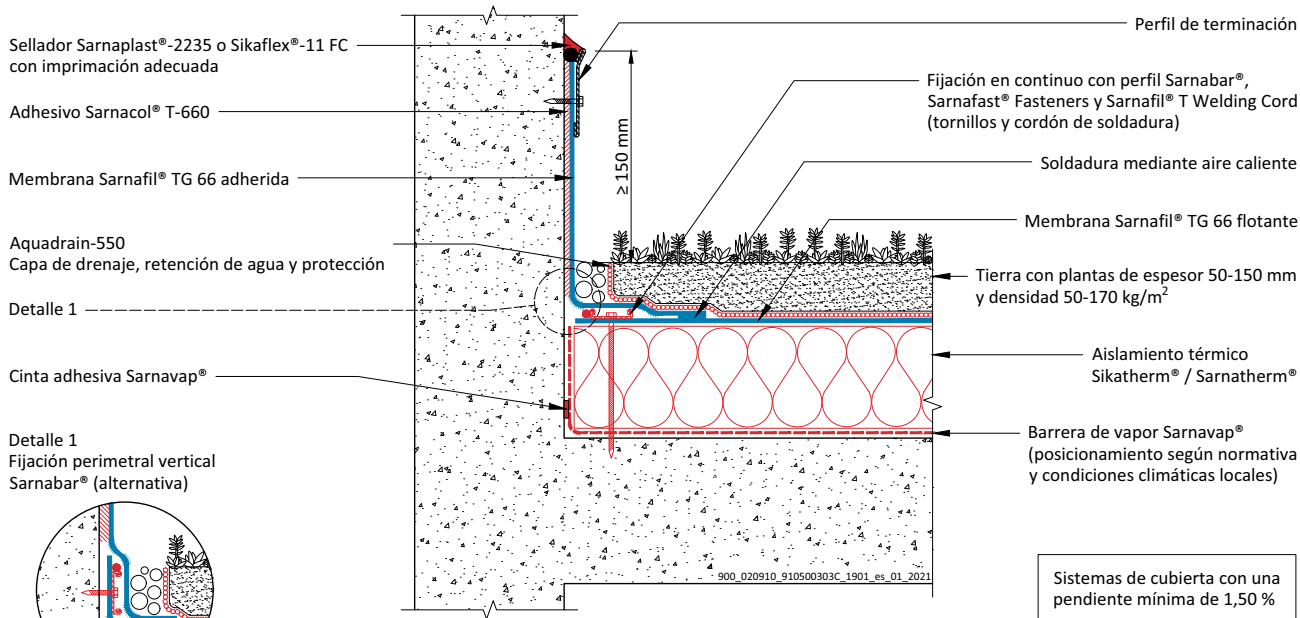 Sellador Sarnaplast®-2235 o Sikaflex®-11 FC
con imprimación adecuada
Adhesivo Sarnacol® T-660
Membrana Sarnafil® TG 66 adherida
Aquadrain-550
Capa de drenaje, retención de agua y protección
Detalle 1
Cinta adhesiva Sarnavap®
Detalle 1
Fijación perimetral vertical
Sarnabar® (alternativa)
≥ 150 mm
Perfil de terminación
Fijación en continuo con perfil Sarnabar®,
Sarnafast® Fasteners y Sarnafil® T Welding Cord
(tornillos y cordón de soldadura)
Soldadura mediante aire caliente
Membrana Sarnafil® TG 66 flotante
Tierra con plantas de espesor 50-150 mm
y densidad 50-170 kg/m²
Aislamiento térmico
Sikatherm® / Sarnatherm®
Barrera de vapor Sarnavap®
(posicionamiento según normativa
y condiciones climáticas locales)
900_020910_910500303C_1901_es_01_2021
Sistemas de cubierta con una
pendiente mínima de 1,50 %